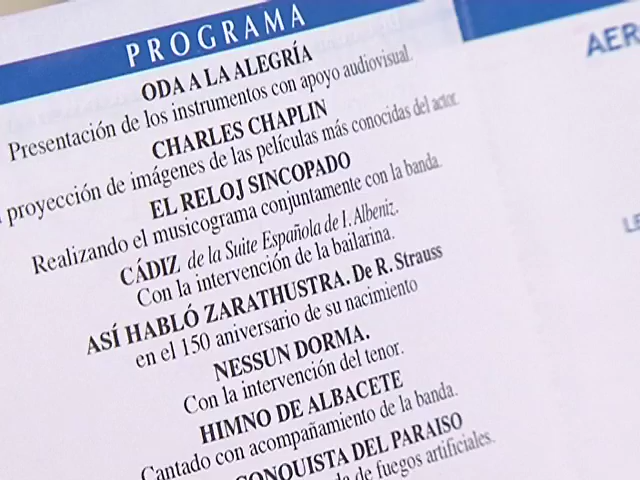 PROGRAMA
ODA A LA ALEGRÍA
Presentación de los instrumentos con apoyo audiovisual.
CHARLES CHAPLIN
proyección de imágenes de las películas más conocidas del actor.
EL RELOJ SINCOPADO
Realizando el musicograma conjuntamente con la banda.
CÁDIZ de la Suite Española de I. Albeniz.
Con la intervención de la bailarina.
ASÍ HABLÓ ZARATHUSTRA. De R. Strauss
en el 150 aniversario de su nacimiento
NESSUN DORMA.
Con la intervención del tenor.
HIMNO DE ALBACETE
Cantado con acompañamiento de la banda.
CONQUISTA DEL PARAISO
de fuegos artificiales.
AER
LE